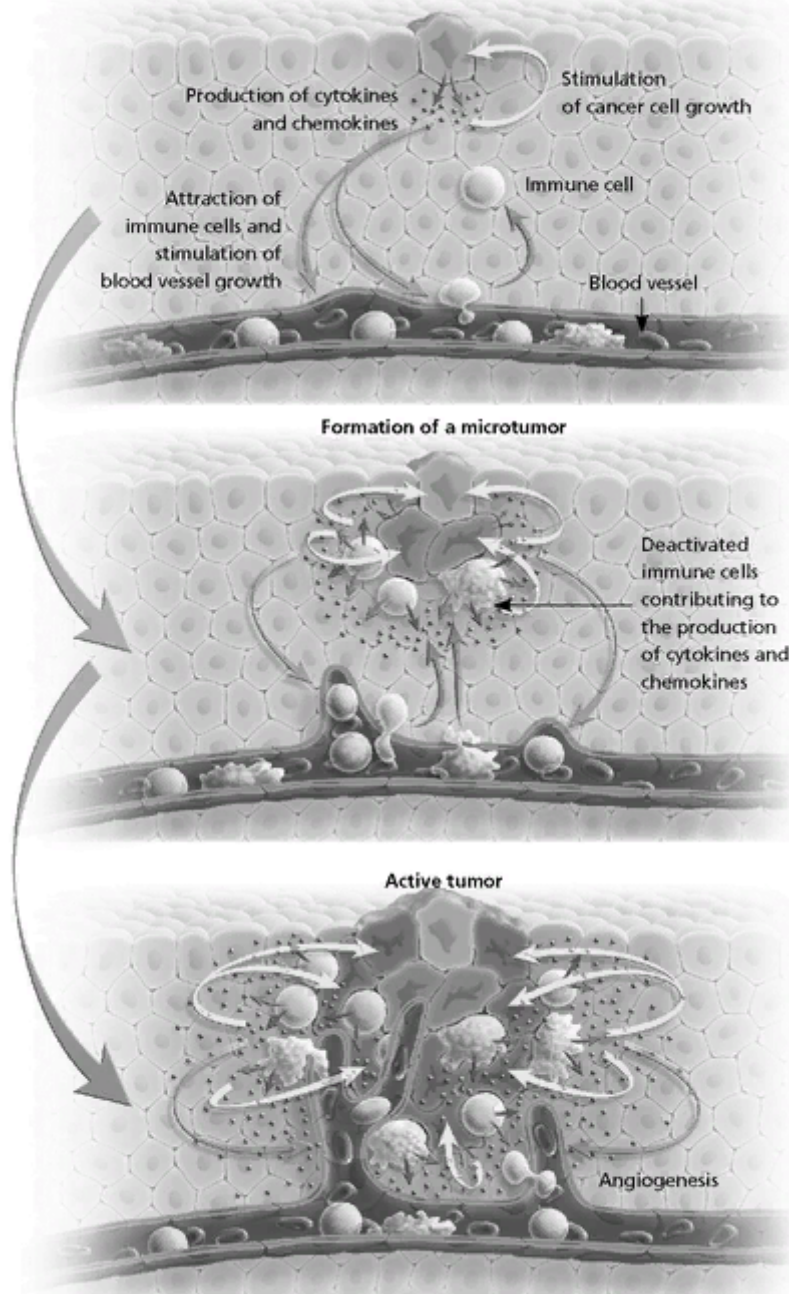 Production of cytokines
and chemokines
Stimulation
of cancer cell growth
Immune cell
Attraction of
immune cells and
stimulation of
blood vessel growth
Blood vessel
Formation of a microtumor
Deactivated
immune cells
contributing to
the production
of cytokines and
chemokines
Active tumor
Angiogenesis